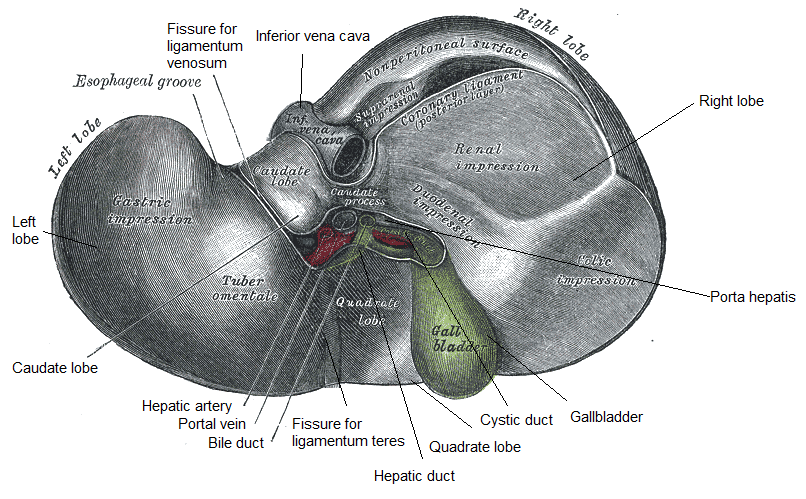 Fissure for
ligamentum
venosum
Inferior vena cava
Right lobe
Esophageal groove
Nonperitoneal surface
Suprarenal
impression
Coronary ligament
(posterior layer)
Inf.
vena
cava
Right lobe
Left lobe
Renal
impression
Caudate
lobe
Caudate
process
Gastric
impression
Duodenal
impression
Left
lobe
Colic
impression
Tuber
omentale
Quadrate
lobe
Porta hepatis
Gall
bladder
Caudate lobe
Hepatic artery
Portal vein
Bile duct
Fissure for
ligamentum teres
Cystic duct
Gallbladder
Quadrate lobe
Hepatic duct